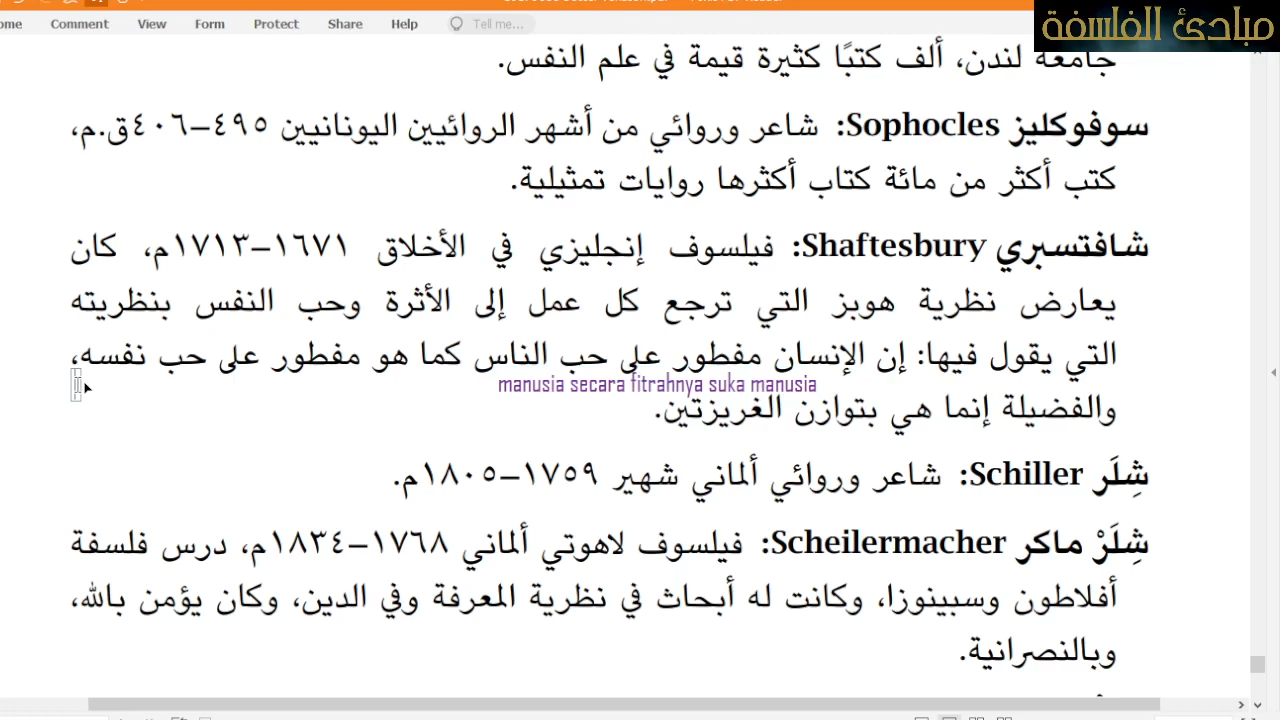 مبادئ الفلسفة
Comment View Form Protect Share Help Tell me...
جامعة لندن، ألف كتبًا كثيرة قيمة في علم النفس.
سوفوكليز Sophocles: شاعر وروائي من أشهر الروائيين اليونانيين ٤٩٥–٤٠٦ق.م،
كتب أكثر من مائة كتاب أكثرها روايات تمثيلية.
شافتسبري Shaftesbury: فيلسوف إنجليزي في الأخلاق ١٦٧١–١٧١٣م، كان
يعارض نظرية هوبز التي ترجع كل عمل إلى الأثرة وحب النفس بنظريته
التي يقول فيها: إن الإنسان مفطور على حب الناس كما هو مفطور على حب نفسه،
manusia secara fitrahnya suka manusia
والفضيلة إنما هي بتوازن الغريزتين.
شِلَر Schiller: شاعر وروائي ألماني شهير ١٧٥٩–١٨٠٥م.
شِلَرْ ماكر Scheilermacher: فيلسوف لاهوتي ألماني ١٧٦٨–١٨٣٤م، درس فلسفة
أفلاطون وسبينوزا، وكانت له أبحاث في نظرية المعرفة وفي الدين، وكان يؤمن بالله،
وبالنصرانية.